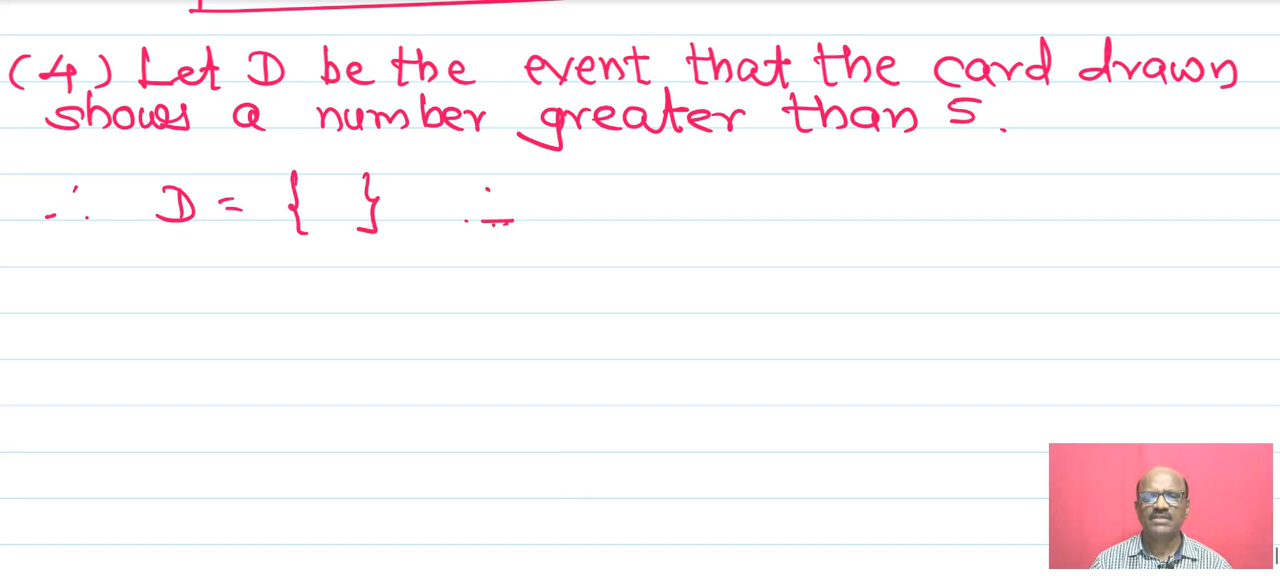 (4) Let D be the event that the card drawn
shows a number greater than 5.
∴ D = { } ∴